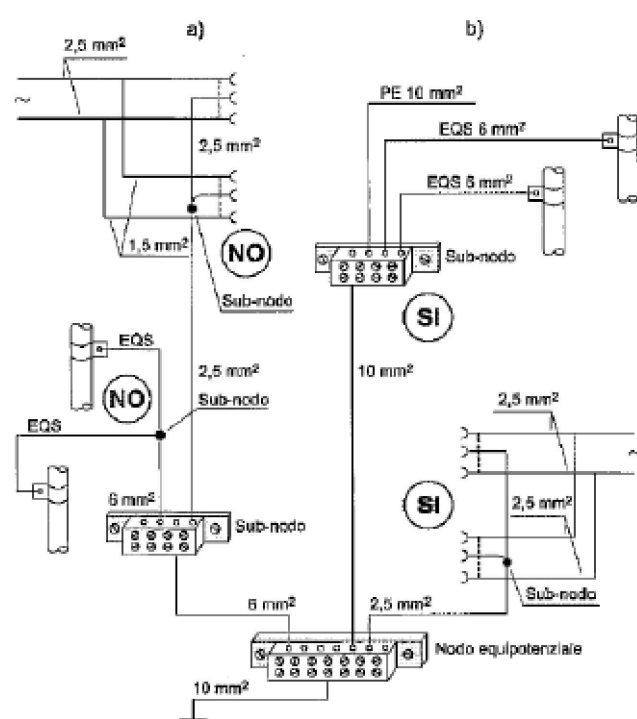 a)
2,5 mm²
2,5 mm²
1,5 mm²
NO
Sub-nodo
EQS
NO
2,5 mm²
Sub-nodo
EQS
6 mm²
Sub-nodo
6 mm²
10 mm²
b)
PE 10 mm²
EQS 6 mm²
EQS 6 mm²
Sub-nodo
SI
10 mm²
2,5 mm²
SI
2,5 mm²
Sub-nodo
2,5 mm²
Nodo equipotenziale